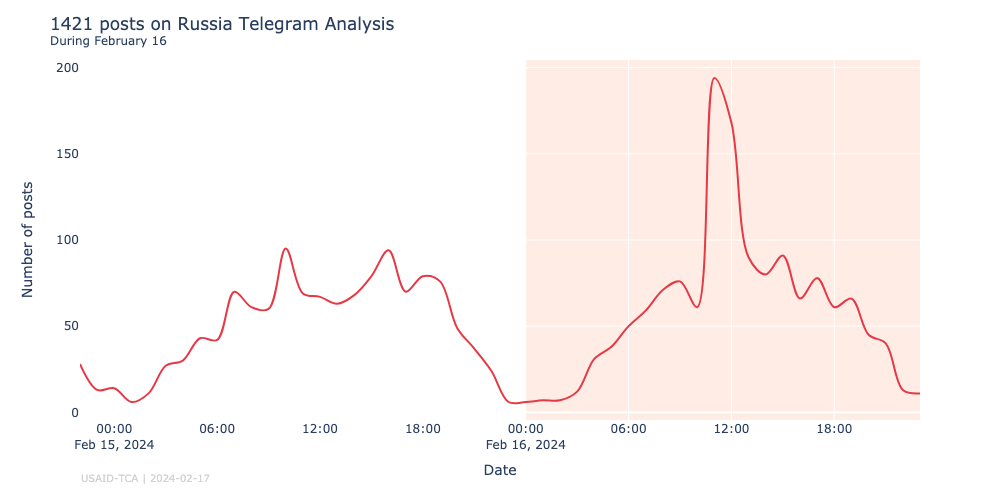 1421 posts on Russia Telegram Analysis
During February 16
200
150
100
50
0
Number of posts
00:00 06:00 12:00 18:00 00:00 06:00 12:00 18:00
Feb 15, 2024 Feb 16, 2024
Date
USAID-TCA | 2024-02-17